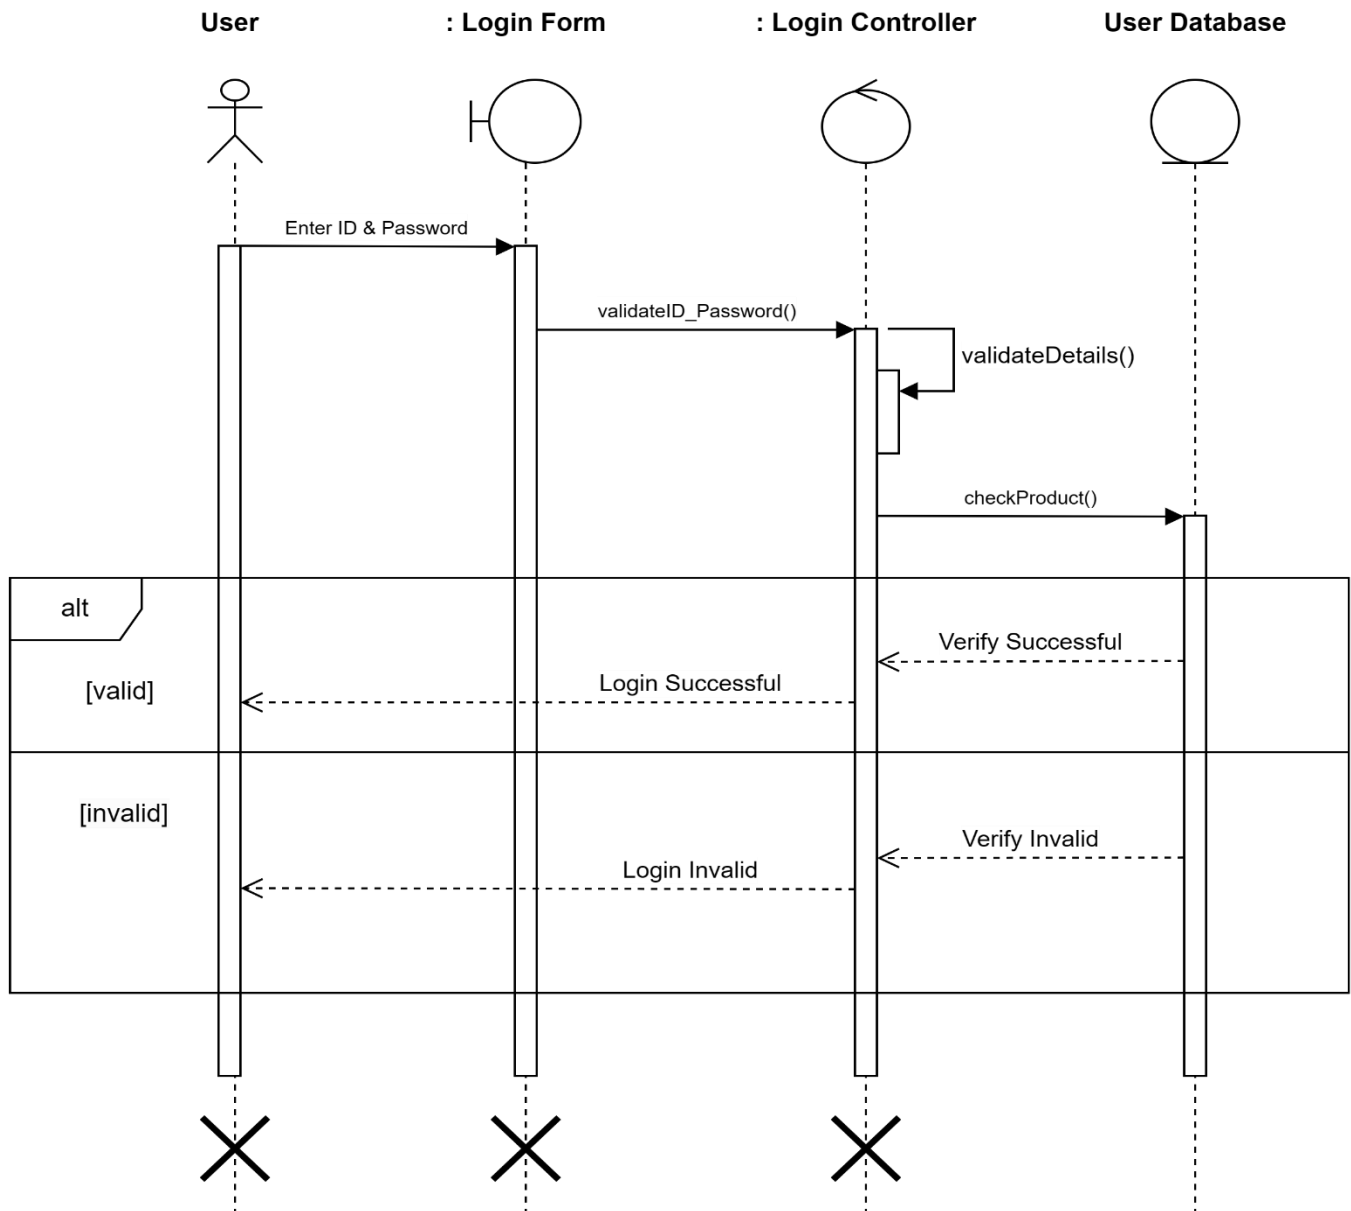 User
: Login Form
: Login Controller
User Database
Enter ID & Password
validateID_Password()
validateDetails()
checkProduct()
alt
Verify Successful
[valid]
Login Successful
[invalid]
Verify Invalid
Login Invalid